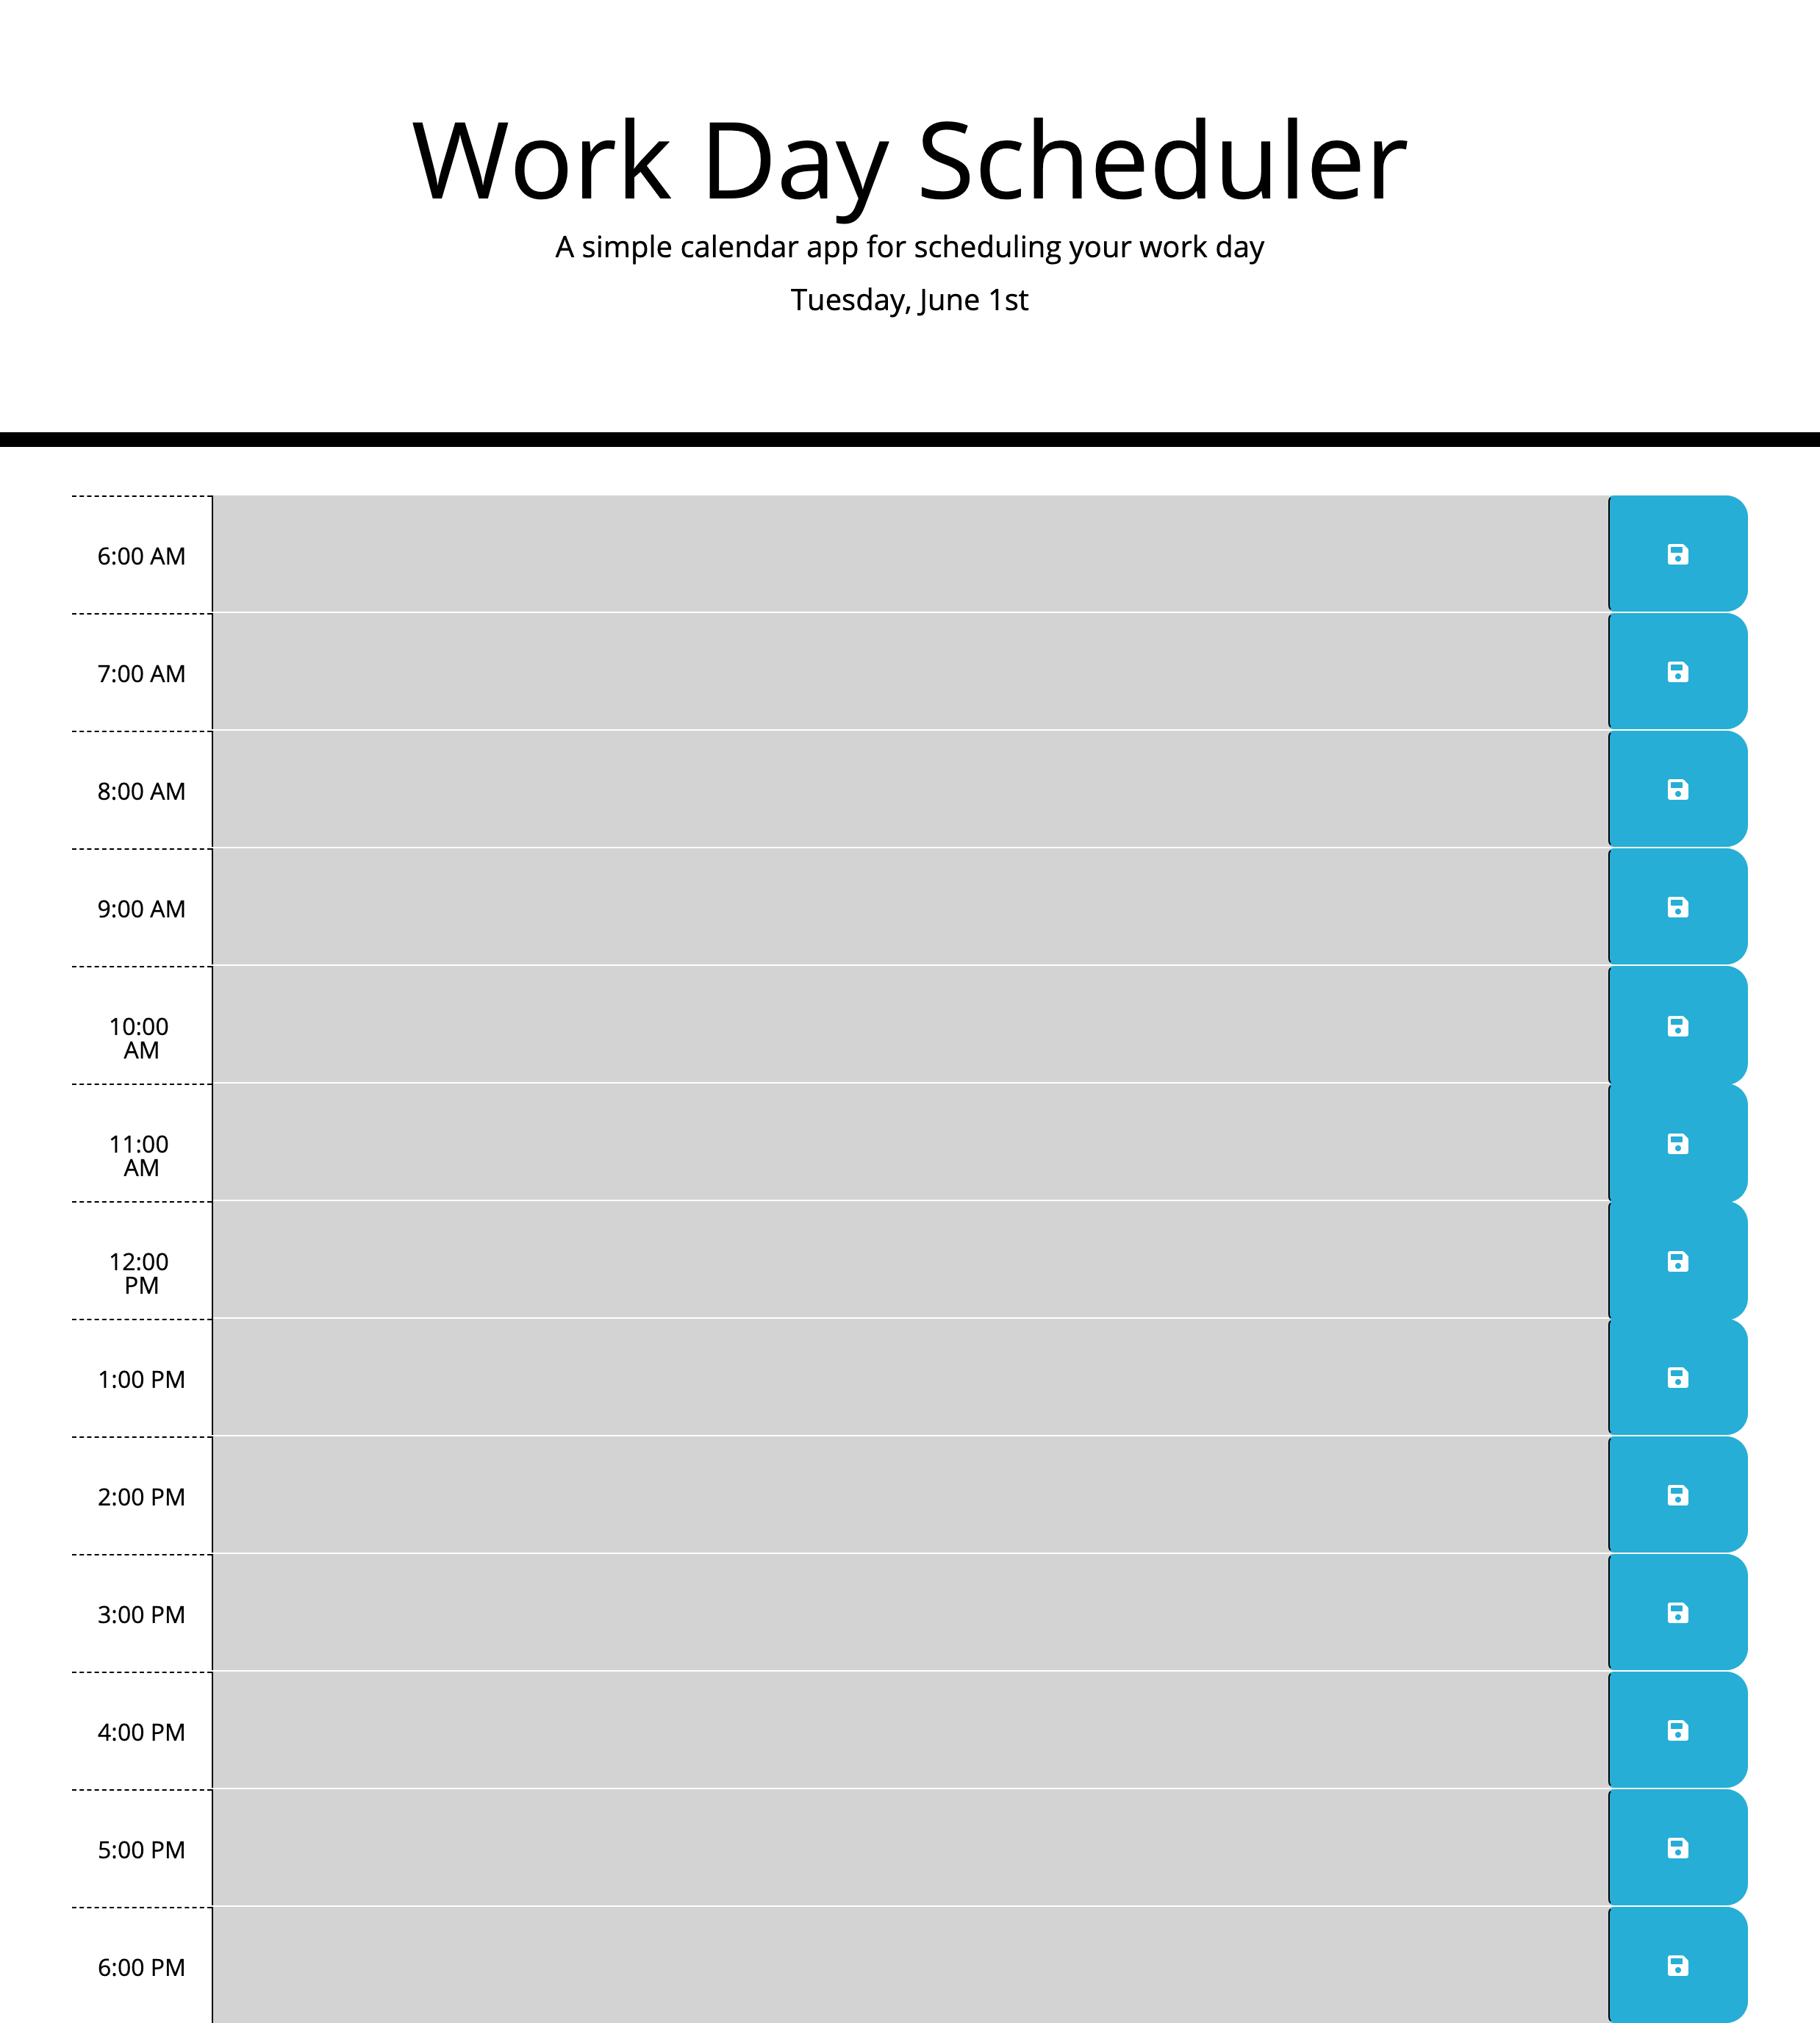 Work Day Scheduler
A simple calendar app for scheduling your work day
Tuesday, June 1st
6:00 AM
7:00 AM
8:00 AM
9:00 AM
10:00
AM
11:00
AM
12:00
PM
1:00 PM
2:00 PM
3:00 PM
4:00 PM
5:00 PM
6:00 PM